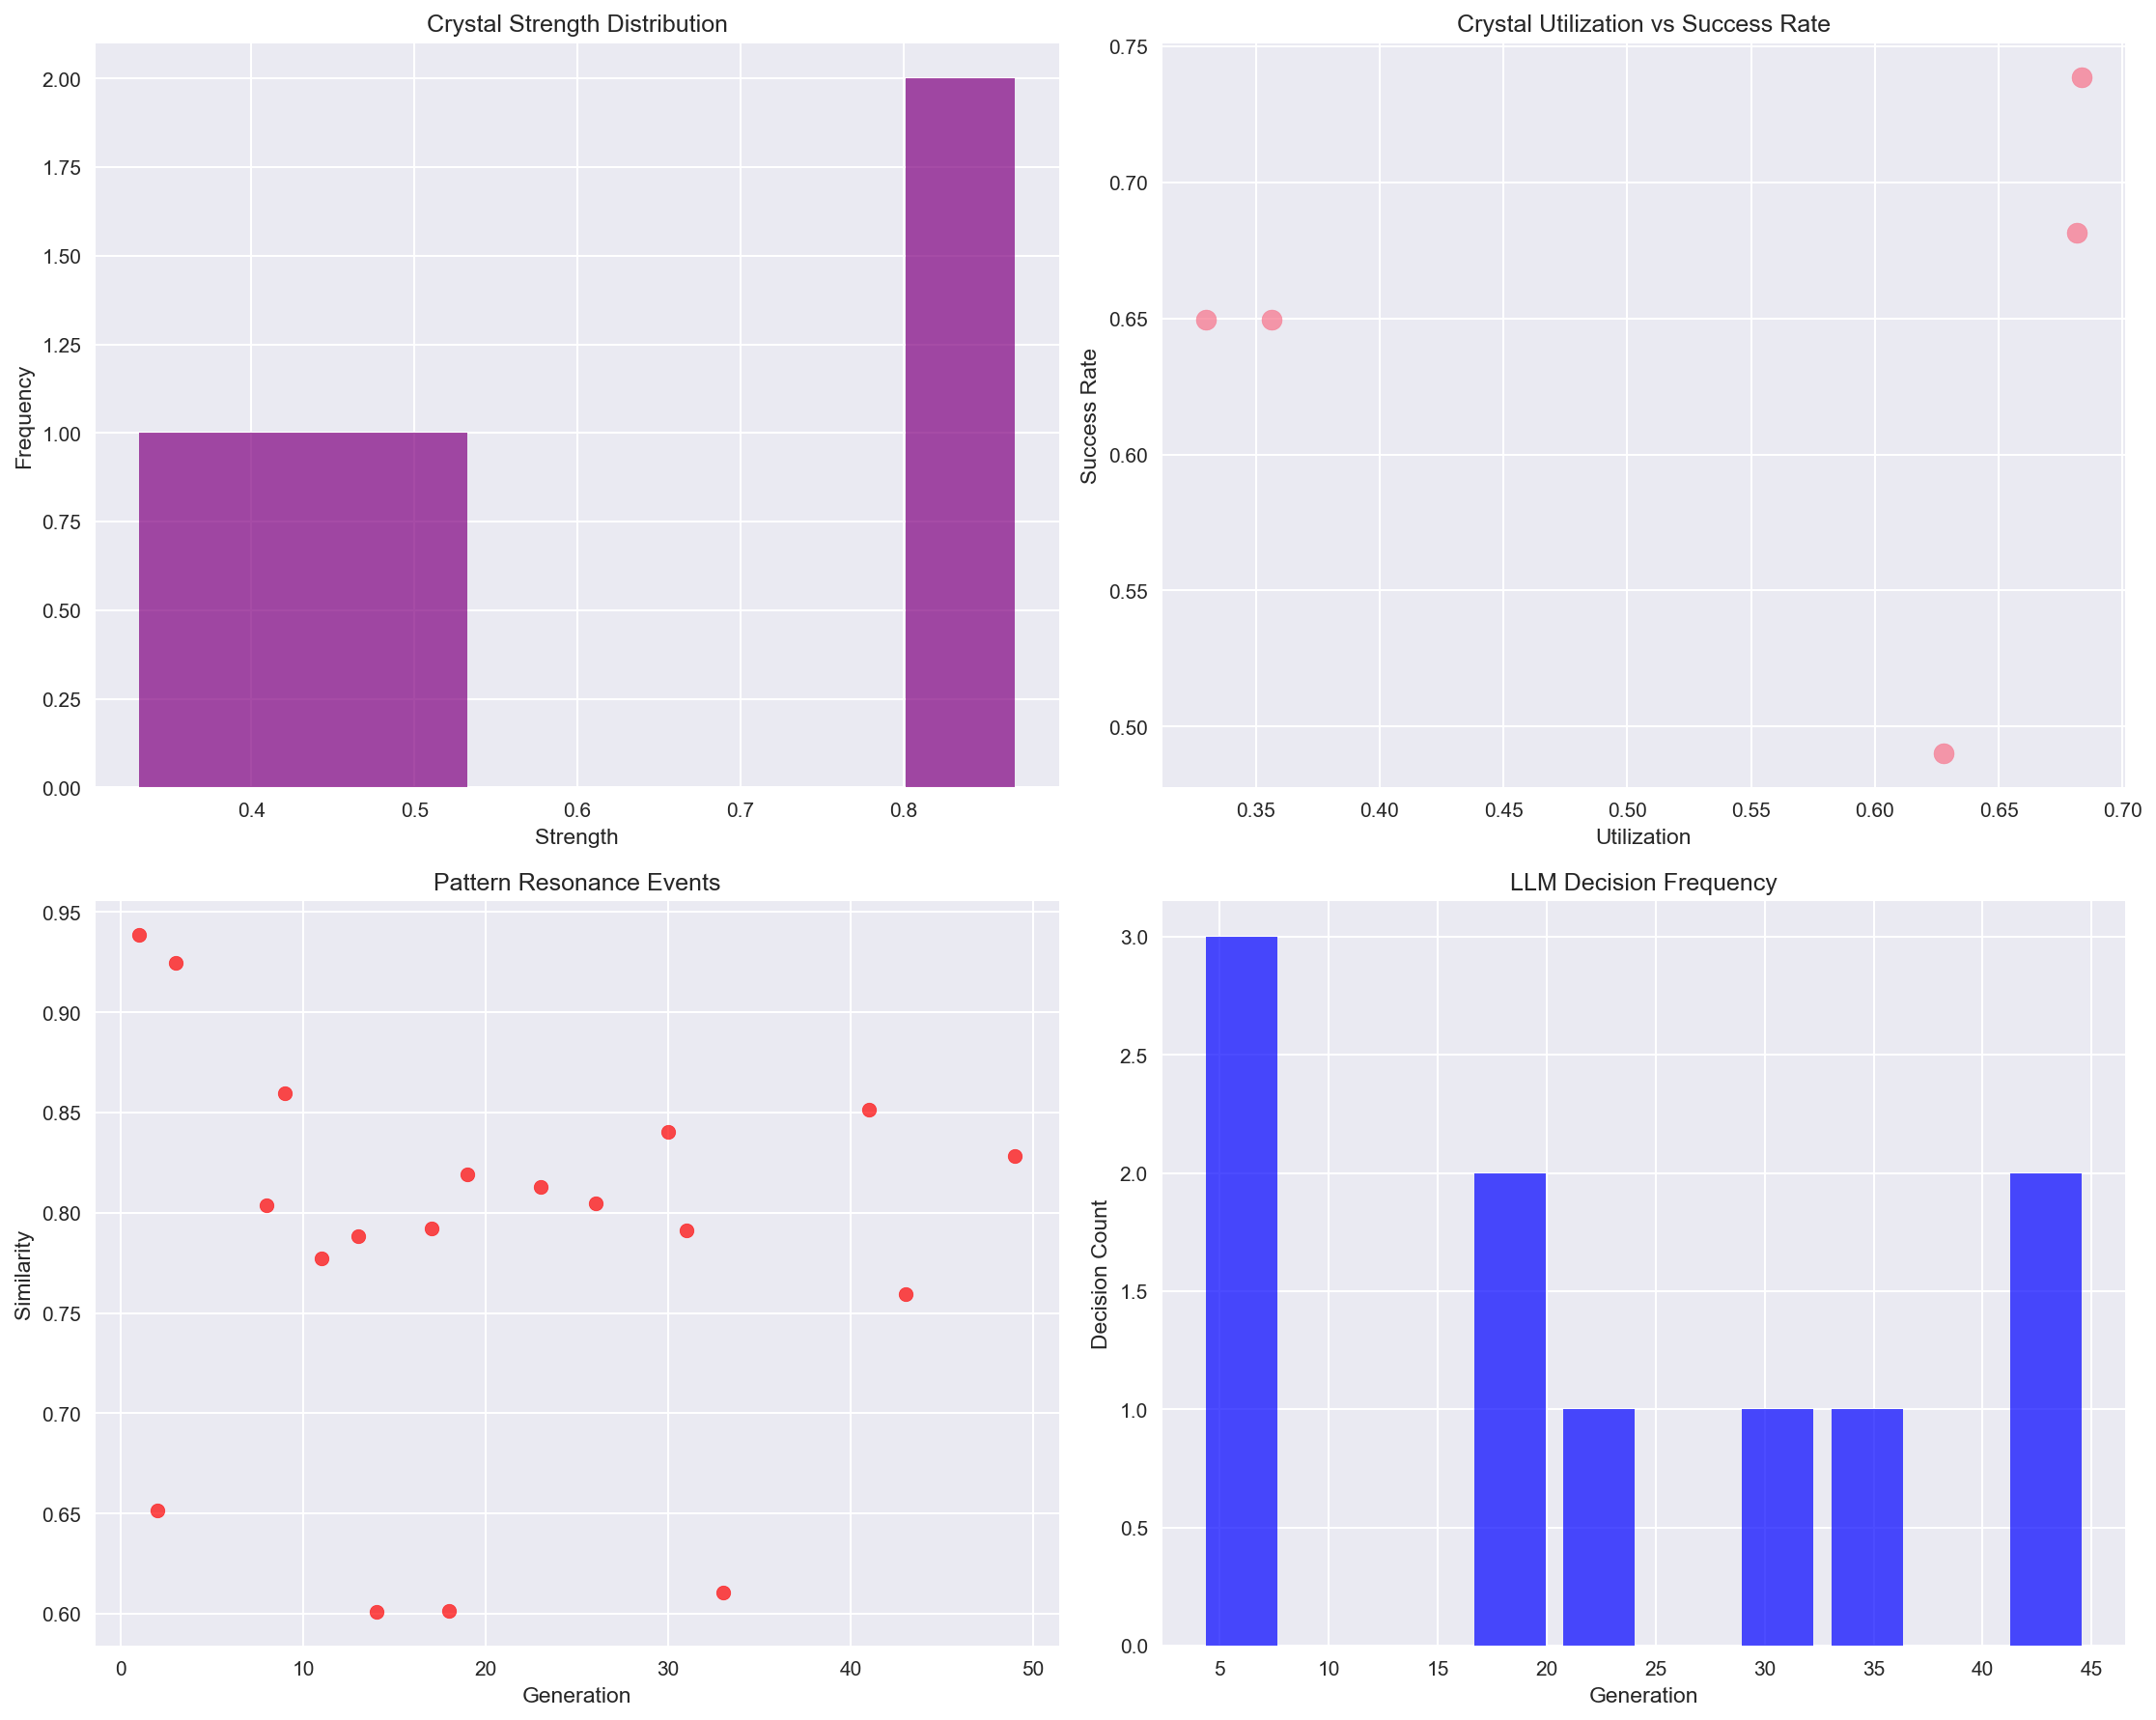 Crystal Strength Distribution
2.00
1.75
1.50
1.25
1.00
0.75
0.50
0.25
0.00
Frequency
0.4 0.5 0.6 0.7 0.8
Strength
Crystal Utilization vs Success Rate
0.75
0.70
0.65
0.60
0.55
0.50
Success Rate
0.35 0.40 0.45 0.50 0.55 0.60 0.65 0.70
Utilization
Pattern Resonance Events
0.95
0.90
0.85
0.80
0.75
0.70
0.65
0.60
Similarity
0 10 20 30 40 50
Generation
LLM Decision Frequency
3.0
2.5
2.0
1.5
1.0
0.5
0.0
Decision Count
5 10 15 20 25 30 35 40 45
Generation